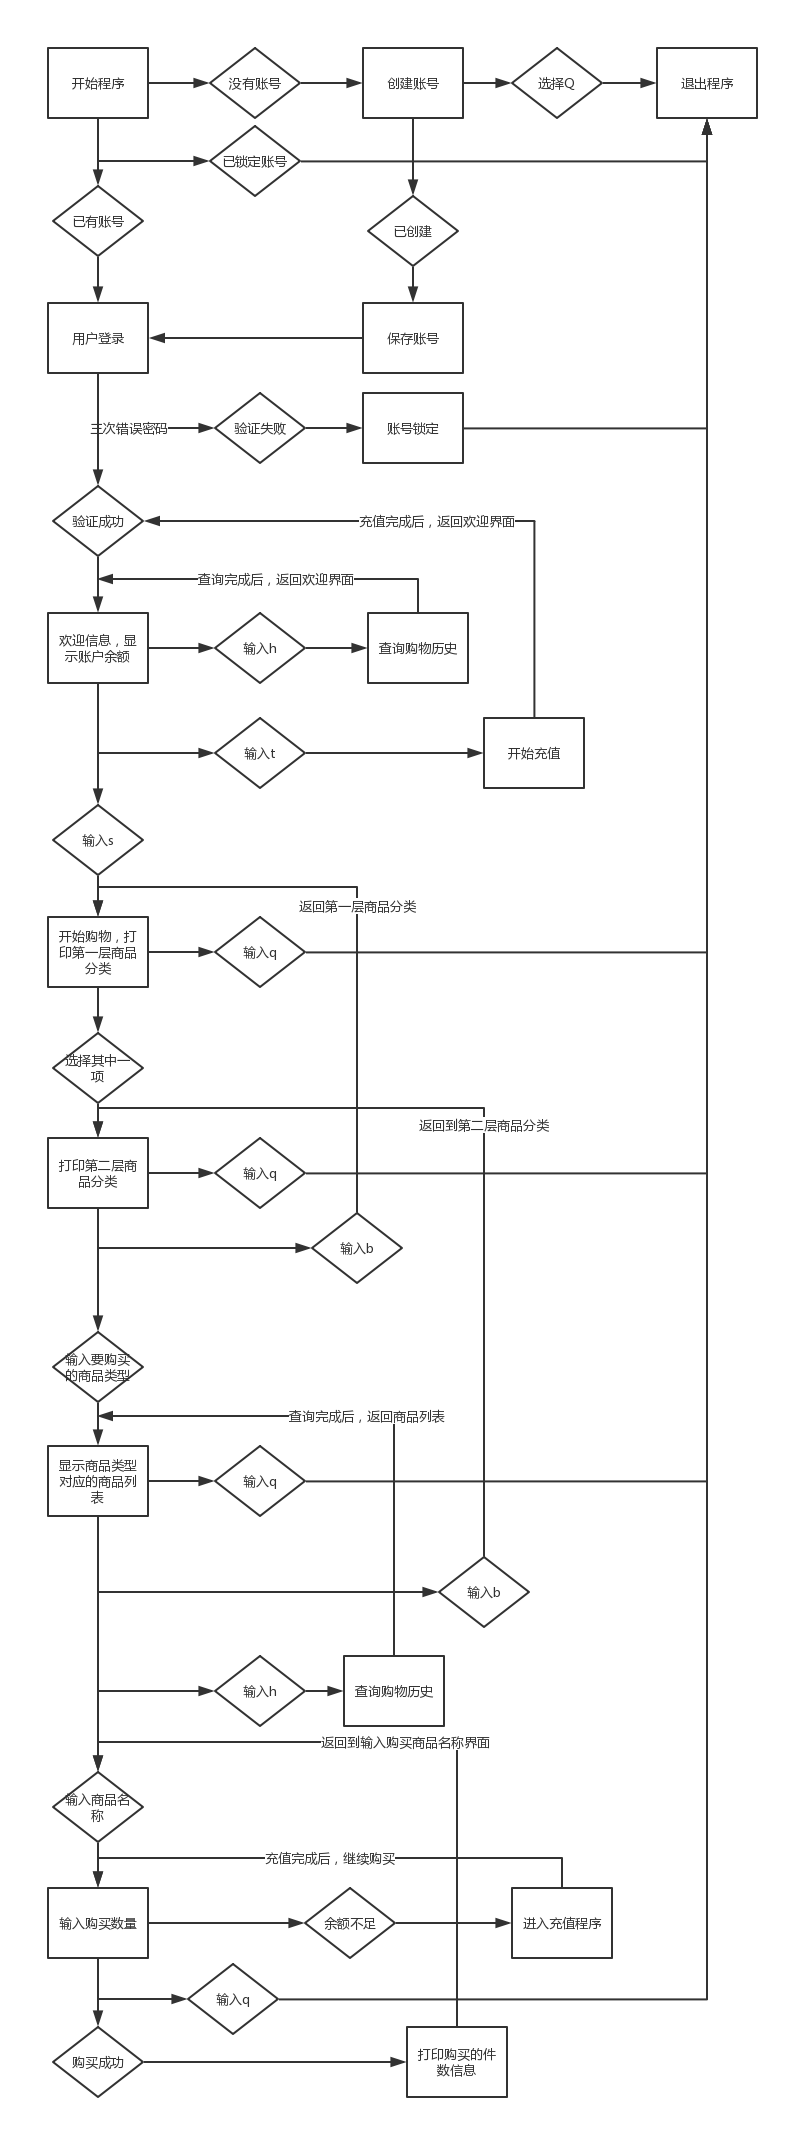 开始程序
没有账号
创建账号
选择Q
退出程序
已锁定账号
已有账号
已创建
用户登录
保存账号
三次错误密码
验证失败
账号锁定
验证成功
充值完成后，返回欢迎界面
查询完成后，返回欢迎界面
欢迎信息，显
示账户余额
输入h
查询购物历史
输入t
开始充值
输入s
返回第一层商品分类
开始购物，打
印第一层商品
分类
输入q
选择其中一
项
返回到第二层商品分类
打印第二层商
品分类
输入q
输入b
输入要购买
的商品类型
查询完成后，返回商品列表
显示商品类型
对应的商品列
表
输入q
输入b
输入h
查询购物历史
返回到输入购买商品名称界面
输入商品名
称
充值完成后，继续购买
输入购买数量
余额不足
进入充值程序
输入q
购买成功
打印购买的件
数信息